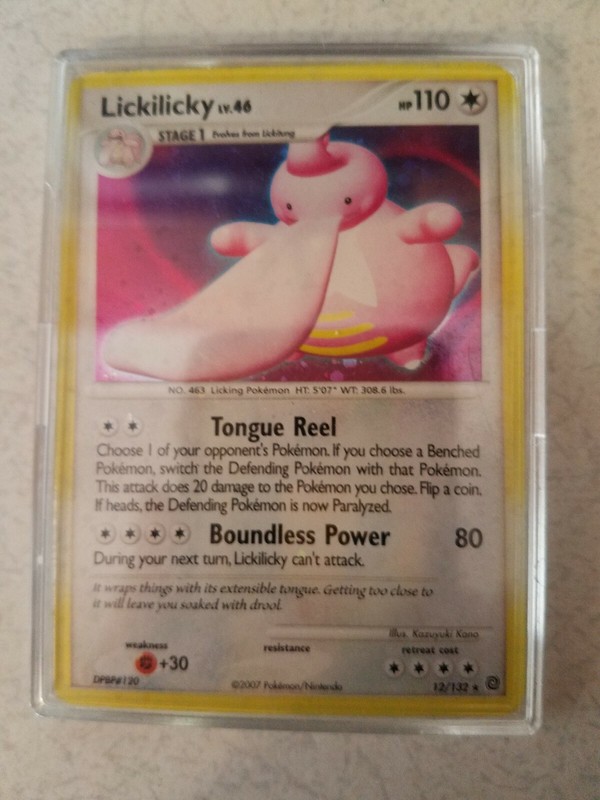 Lickilicky LV.46 HP 110
STAGE 1 Evolves from Lickitung
NO. 463 Licking Pokémon HT: 5'07" WT: 308.6 lbs.
Tongue Reel
Choose 1 of your opponent's Pokémon. If you choose a Benched
Pokémon, switch the Defending Pokémon with that Pokémon.
This attack does 20 damage to the Pokémon you chose. Flip a coin.
If heads, the Defending Pokémon is now Paralyzed.
Boundless Power 80
During your next turn, Lickilicky can't attack.
It wraps things with its extensible tongue. Getting too close to
it will leave you soaked with drool.
Illus. Kazuyuki Kano
weakness resistance retreat cost
+30
DPBP#120 ©2007 Pokémon/Nintendo 12/132 ★